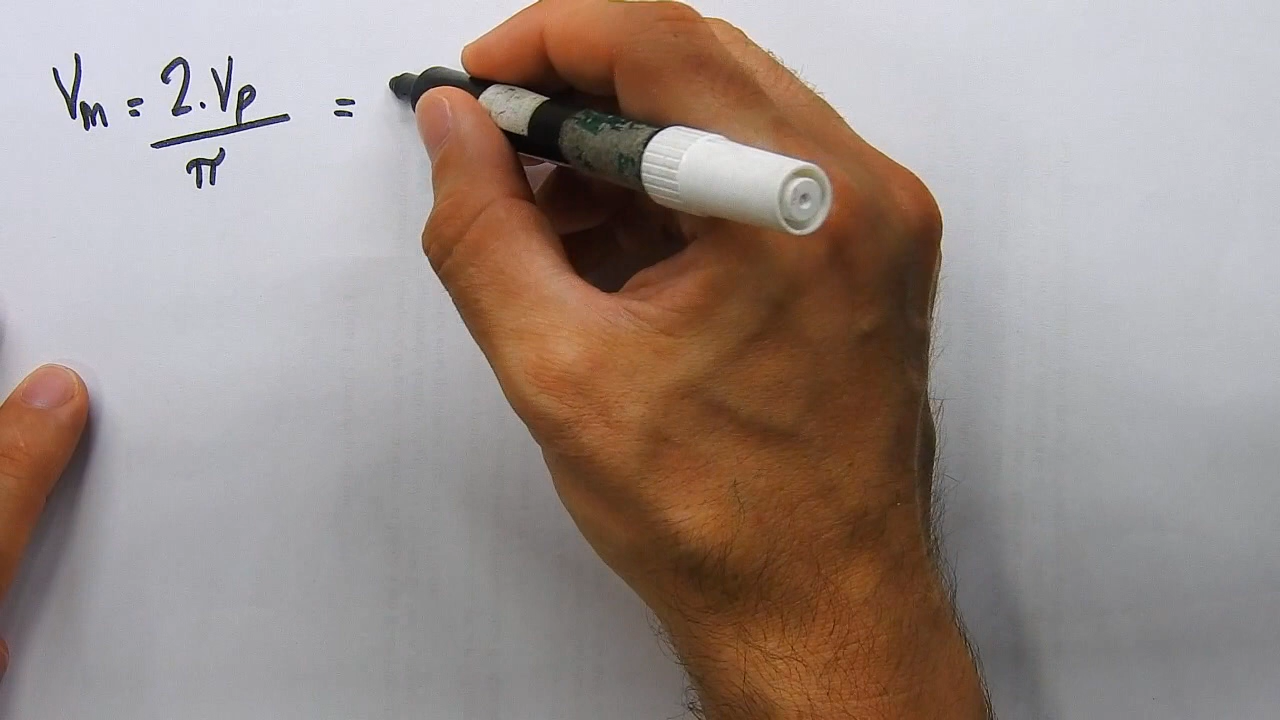 Vm = 2.Vp / π =